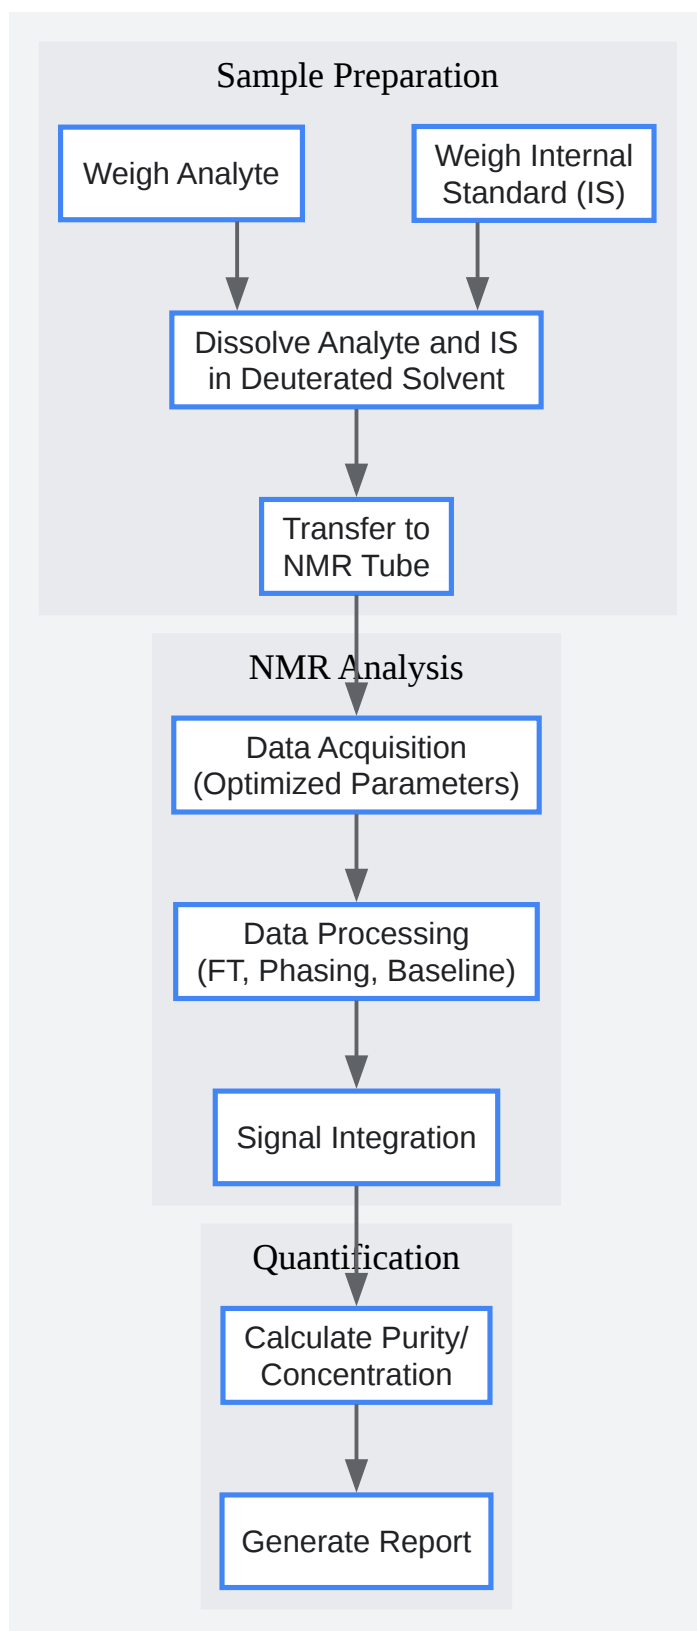 Sample Preparation
Weigh Analyte
Weigh Internal
Standard (IS)
Dissolve Analyte and IS
in Deuterated Solvent
Transfer to
NMR Tube
NMR Analysis
Data Acquisition
(Optimized Parameters)
Data Processing
(FT, Phasing, Baseline)
Signal Integration
Quantification
Calculate Purity/
Concentration
Generate Report